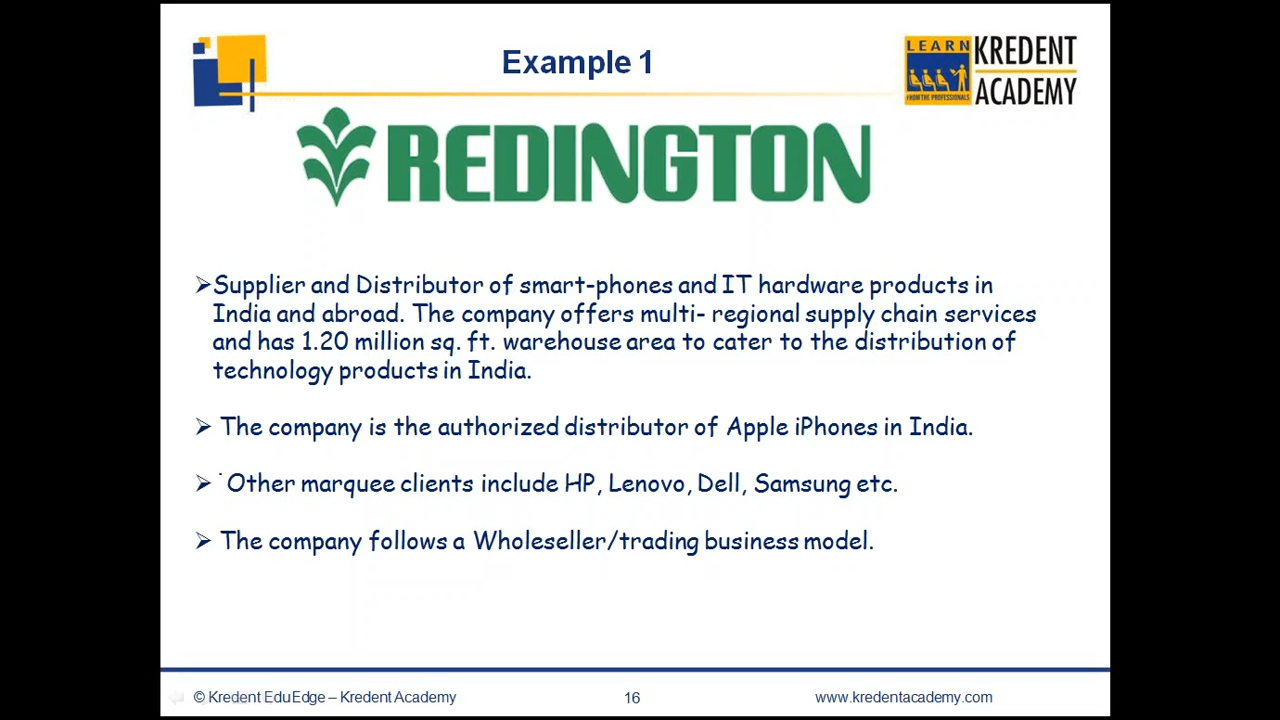 Example 1
LEARN
FROM THE PROFESSIONALS
KREDENT
ACADEMY
REDINGTON
➢Supplier and Distributor of smart-phones and IT hardware products in
India and abroad. The company offers multi- regional supply chain services
and has 1.20 million sq. ft. warehouse area to cater to the distribution of
technology products in India.
➢ The company is the authorized distributor of Apple iPhones in India.
➢ Other marquee clients include HP, Lenovo, Dell, Samsung etc.
➢ The company follows a Wholeseller/trading business model.
© Kredent EduEdge – Kredent Academy
16
www.kredentacademy.com